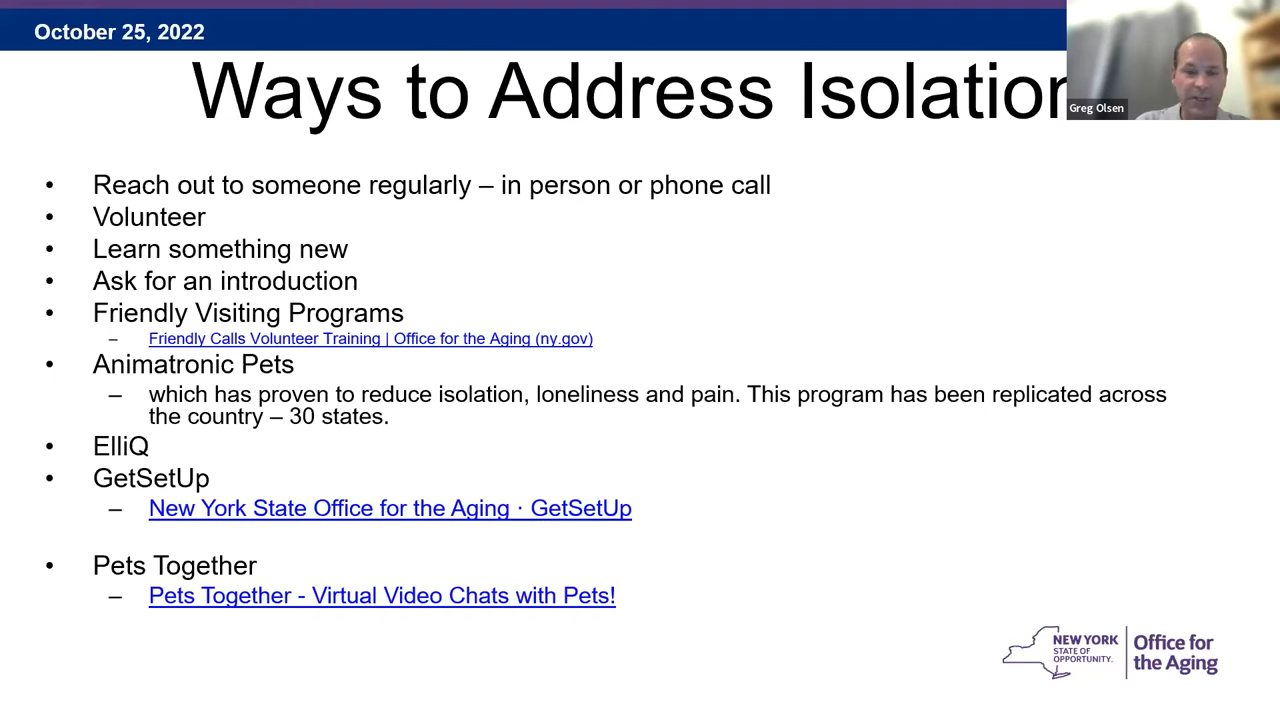 October 25, 2022
Ways to Address Isolation
Greg Olsen
• Reach out to someone regularly – in person or phone call
• Volunteer
• Learn something new
• Ask for an introduction
• Friendly Visiting Programs
– Friendly Calls Volunteer Training | Office for the Aging (ny.gov)
• Animatronic Pets
– which has proven to reduce isolation, loneliness and pain. This program has been replicated across
the country – 30 states.
• ElliQ
• GetSetUp
– New York State Office for the Aging · GetSetUp
• Pets Together
– Pets Together - Virtual Video Chats with Pets!
NEW YORK
STATE OF
OPPORTUNITY.
Office for
the Aging